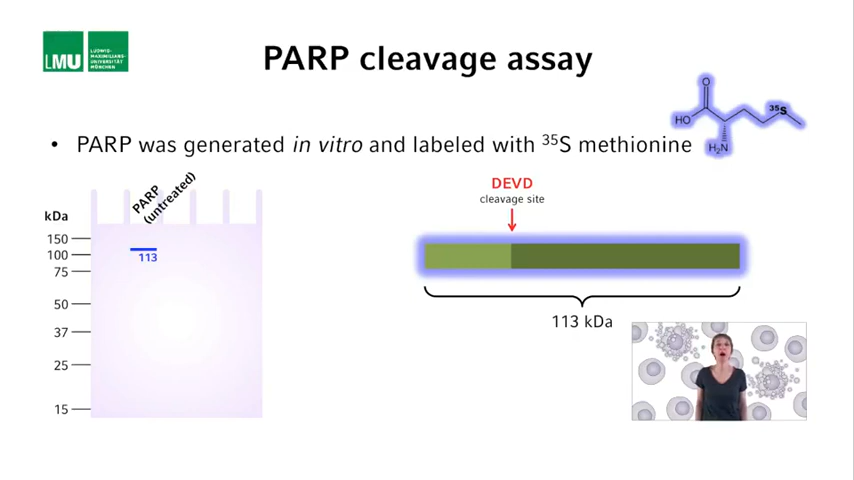 LMU
LUDWIG-
MAXIMILIANS-
UNIVERSITÄT
MÜNCHEN
PARP cleavage assay
O
HO
H₂N
³⁵S
• PARP was generated in vitro and labeled with ³⁵S methionine
PARP
(untreated)
kDa
150
100
75
50
37
25
15
113
DEVD
cleavage site
113 kDa